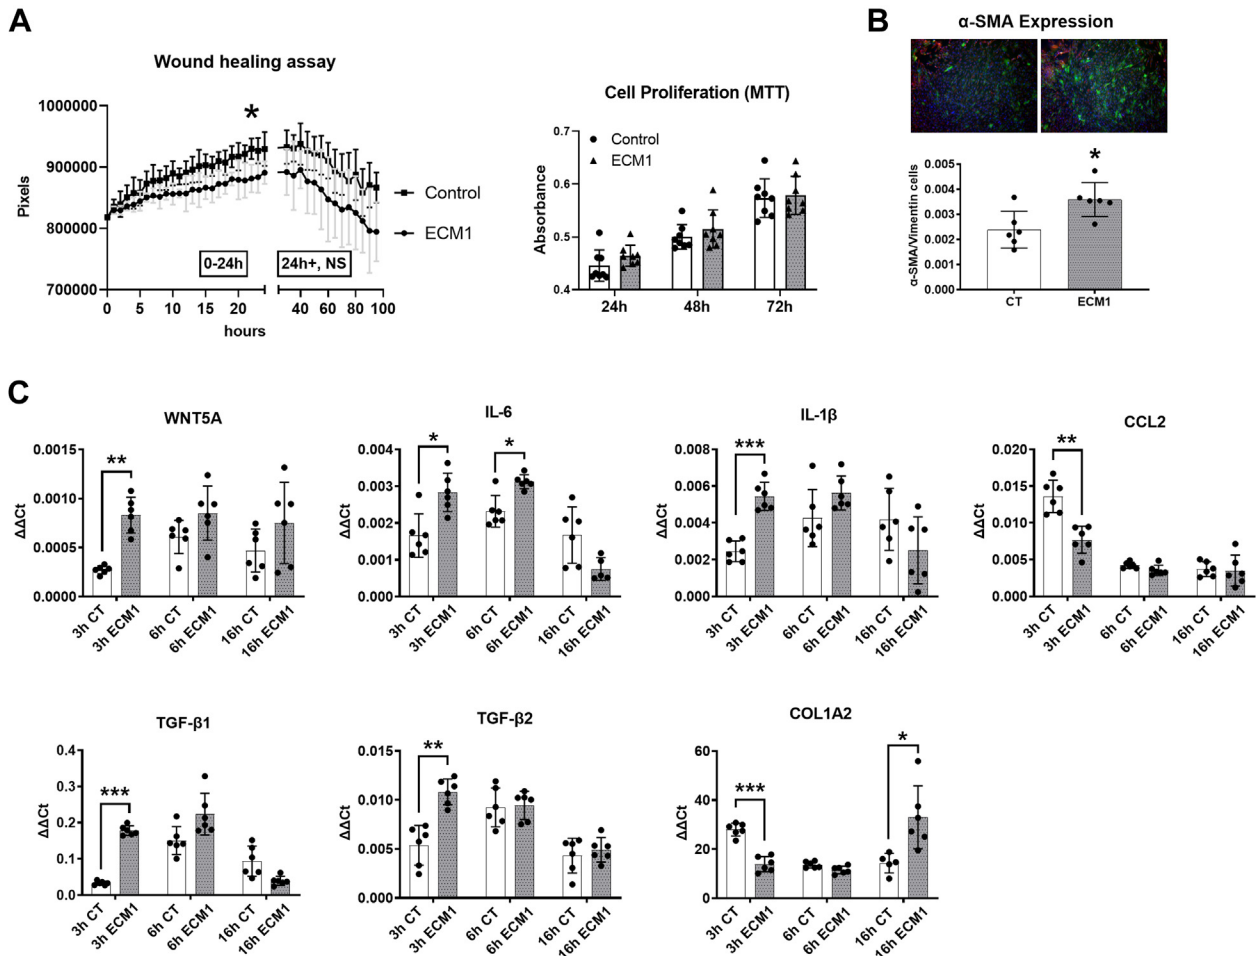 A
Wound healing assay
*
1000000
900000
800000
700000
Pixels
0-24h
24h+, NS
0 5 10 15 20 40 60 80 100
hours
Control
ECM1
Cell Proliferation (MTT)
0.7
0.6
0.5
0.4
Absorbance
Control
ECM1
24h 48h 72h
B
α-SMA Expression
*
0.005
0.004
0.003
0.002
0.001
0.000
α-SMA/Vimentin cells
CT ECM1
C
WNT5A
**
0.0015
0.0010
0.0005
0.0000
ΔΔCt
3h CT 3h ECM1 6h CT 6h ECM1 16h CT 16h ECM1
IL-6
* *
0.004
0.003
0.002
0.001
0.000
ΔΔCt
3h CT 3h ECM1 6h CT 6h ECM1 16h CT 16h ECM1
IL-1β
***
0.008
0.006
0.004
0.002
0.000
ΔΔCt
3h CT 3h ECM1 6h CT 6h ECM1 16h CT 16h ECM1
CCL2
**
0.020
0.015
0.010
0.005
0.000
ΔΔCt
3h CT 3h ECM1 6h CT 6h ECM1 16h CT 16h ECM1
TGF-β1
***
0.4
0.3
0.2
0.1
0.0
ΔΔCt
3h CT 3h ECM1 6h CT 6h ECM1 16h CT 16h ECM1
TGF-β2
**
0.015
0.010
0.005
0.000
ΔΔCt
3h CT 3h ECM1 6h CT 6h ECM1 16h CT 16h ECM1
COL1A2
*** *
60
40
20
0
ΔΔCt
3h CT 3h ECM1 6h CT 6h ECM1 16h CT 16h ECM1